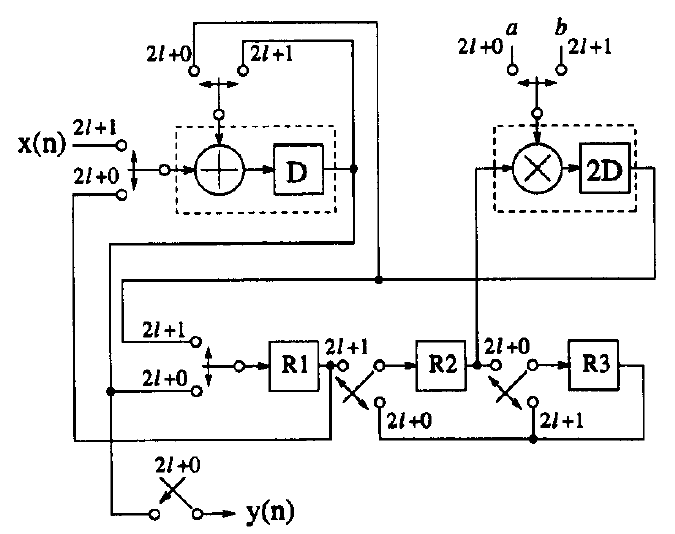 a b
2l+0 2l+1 2l+0 2l+1
2l+1
x(n)
2l+0
D 2D
2l+1
R1 2l+1 R2 2l+0 R3
2l+0
2l+0 2l+1
2l+0
y(n)